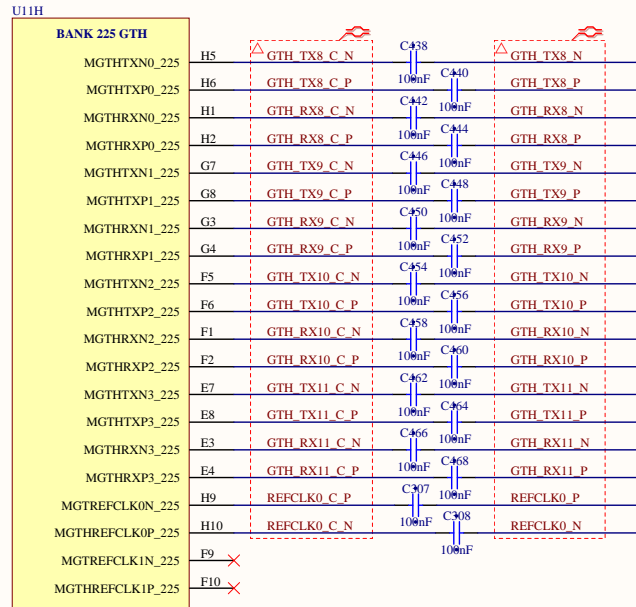 U11H
BANK 225 GTH
MGTHTXN0_225 H5 GTH_TX8_C_N C438 100nF GTH_TX8_N
MGTHTXP0_225 H6 GTH_TX8_C_P C440 100nF GTH_TX8_P
MGTHRXN0_225 H1 GTH_RX8_C_N C442 100nF GTH_RX8_N
MGTHRXP0_225 H2 GTH_RX8_C_P C444 100nF GTH_RX8_P
MGTHTXN1_225 G7 GTH_TX9_C_N C446 100nF GTH_TX9_N
MGTHTXP1_225 G8 GTH_TX9_C_P C448 100nF GTH_TX9_P
MGTHRXN1_225 G3 GTH_RX9_C_N C450 100nF GTH_RX9_N
MGTHRXP1_225 G4 GTH_RX9_C_P C452 100nF GTH_RX9_P
MGTHTXN2_225 F5 GTH_TX10_C_N C454 100nF GTH_TX10_N
MGTHTXP2_225 F6 GTH_TX10_C_P C456 100nF GTH_TX10_P
MGTHRXN2_225 F1 GTH_RX10_C_N C458 100nF GTH_RX10_N
MGTHRXP2_225 F2 GTH_RX10_C_P C460 100nF GTH_RX10_P
MGTHTXN3_225 E7 GTH_TX11_C_N C462 100nF GTH_TX11_N
MGTHTXP3_225 E8 GTH_TX11_C_P C464 100nF GTH_TX11_P
MGTHRXN3_225 E3 GTH_RX11_C_N C466 100nF GTH_RX11_N
MGTHRXP3_225 E4 GTH_RX11_C_P C468 100nF GTH_RX11_P
MGTREFCLK0N_225 H9 REFCLK0_C_P C307 100nF REFCLK0_P
MGTHREFCLK0P_225 H10 REFCLK0_C_N C308 100nF REFCLK0_N
MGTREFCLK1N_225 F9
MGTHREFCLK1P_225 F10